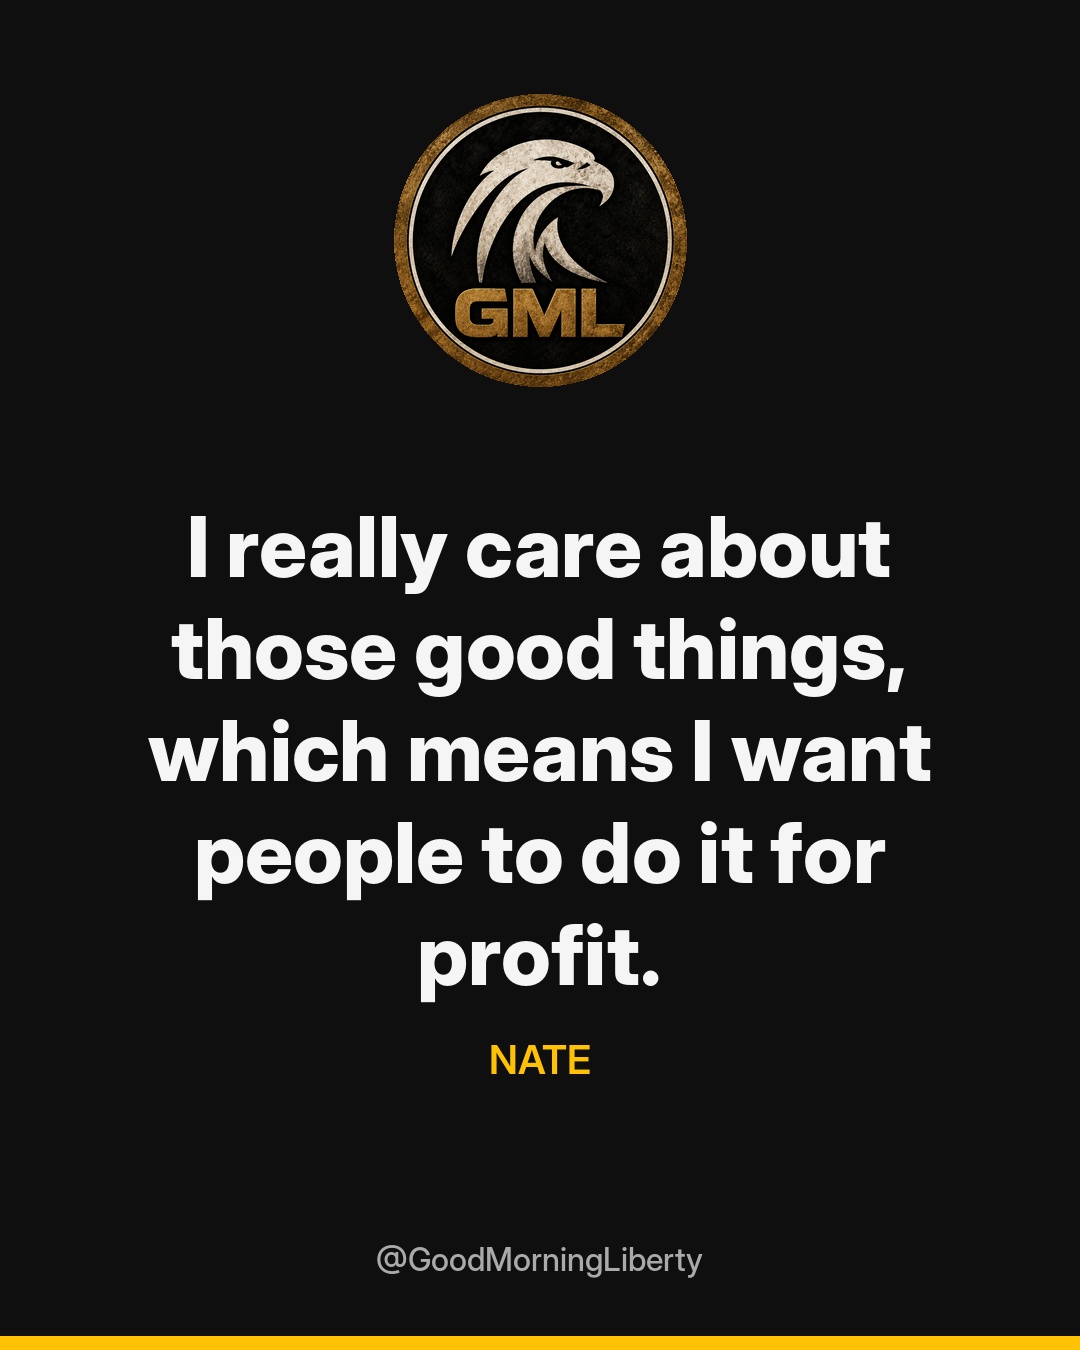 GML
I really care about
those good things,
which means I want
people to do it for
profit.
NATE
@GoodMorningLiberty